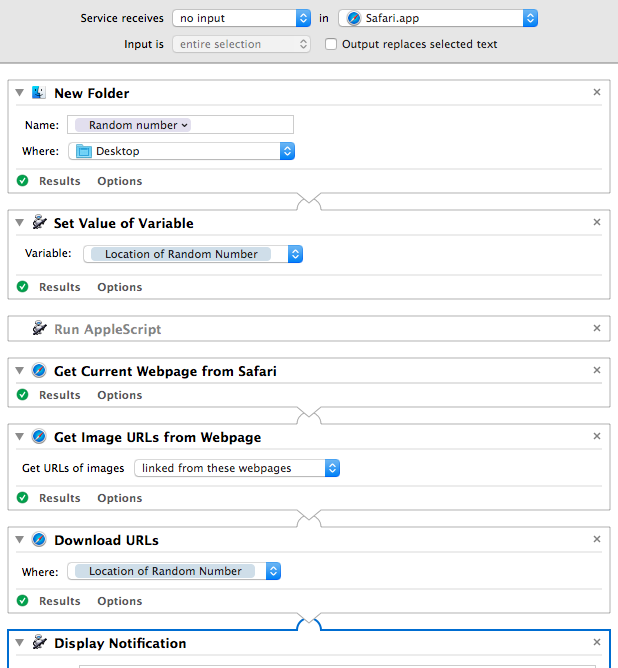 Service receives no input in Safari.app
Input is entire selection Output replaces selected text
New Folder
Name: Random number
Where: Desktop
Results Options
Set Value of Variable
Variable: Location of Random Number
Results Options
Run AppleScript
Get Current Webpage from Safari
Results Options
Get Image URLs from Webpage
Get URLs of images linked from these webpages
Results Options
Download URLs
Where: Location of Random Number
Results Options
Display Notification